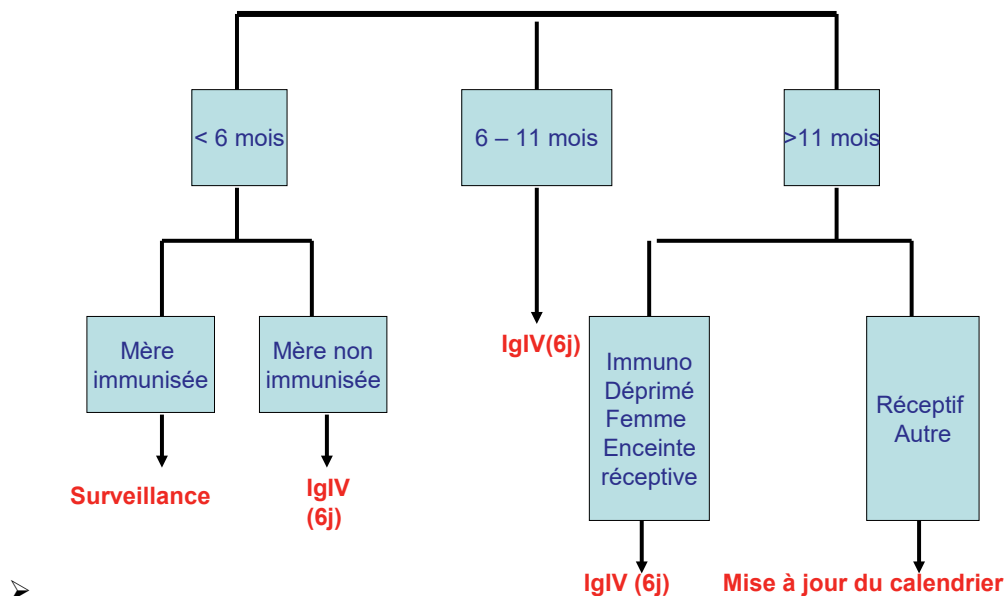 < 6 mois
6 – 11 mois
>11 mois
Mère
immunisée
Mère non
immunisée
IgIV(6j)
Immuno
Déprimé
Femme
Enceinte
réceptive
Réceptif
Autre
Surveillance
IgIV
(6j)
IgIV (6j)
Mise à jour du calendrier